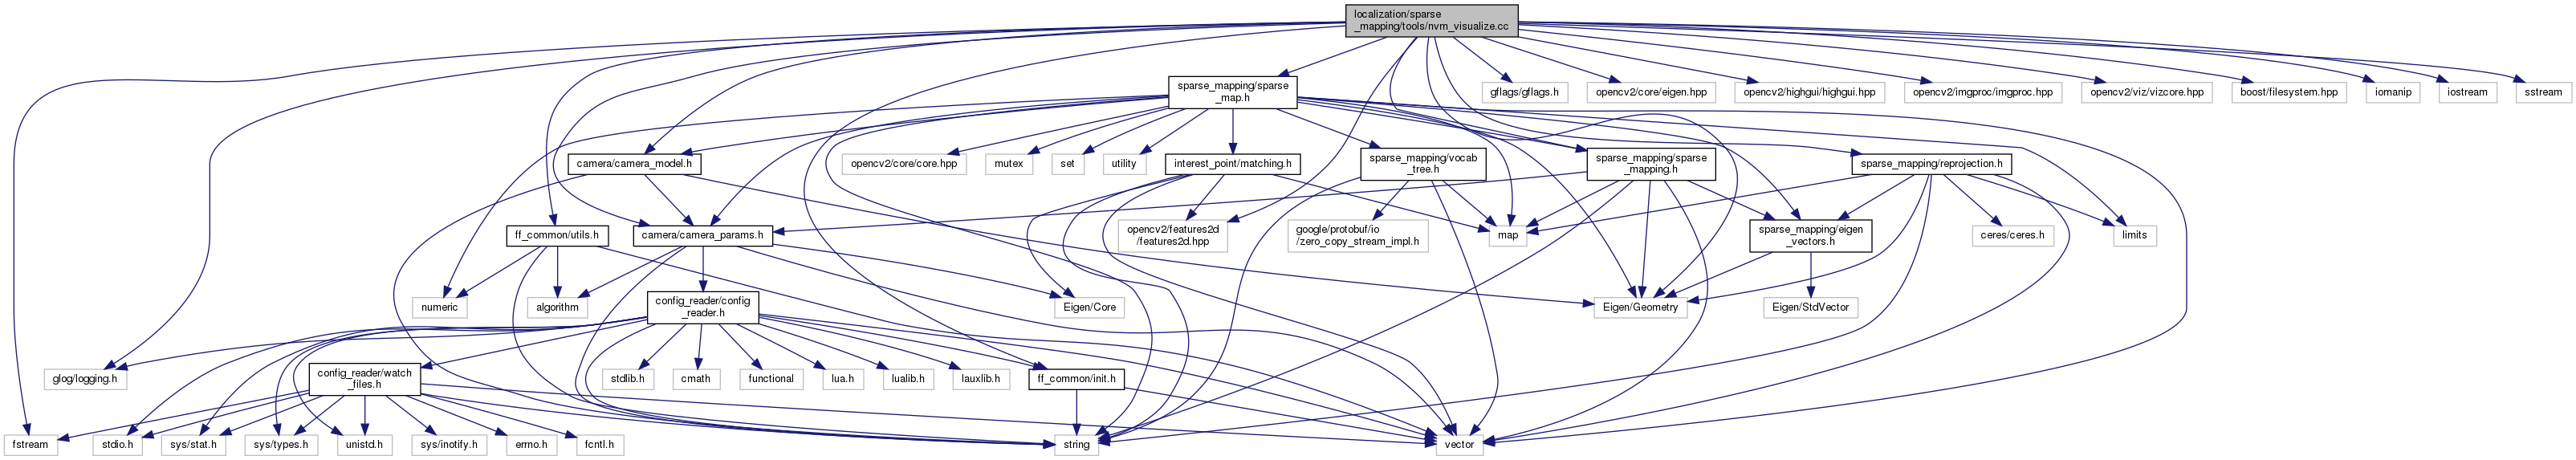 localization/sparse
_mapping/tools/nvm_visualize.cc
sparse_mapping/sparse
_map.h
gflags/gflags.h
opencv2/core/eigen.hpp
opencv2/highgui/highgui.hpp
opencv2/imgproc/imgproc.hpp
opencv2/viz/vizcore.hpp
boost/filesystem.hpp
iomanip
iostream
sstream
camera/camera_model.h
opencv2/core/core.hpp
mutex
set
utility
interest_point/matching.h
sparse_mapping/vocab
_tree.h
sparse_mapping/sparse
_mapping.h
sparse_mapping/reprojection.h
ff_common/utils.h
camera/camera_params.h
opencv2/features2d
/features2d.hpp
google/protobuf/io
/zero_copy_stream_impl.h
map
sparse_mapping/eigen
_vectors.h
ceres/ceres.h
limits
numeric
algorithm
config_reader/config
_reader.h
Eigen/Core
Eigen/Geometry
Eigen/StdVector
glog/logging.h
config_reader/watch
_files.h
stdlib.h
cmath
functional
lua.h
lualib.h
lauxlib.h
ff_common/init.h
fstream
stdio.h
sys/stat.h
sys/types.h
unistd.h
sys/inotify.h
errno.h
fcntl.h
string
vector